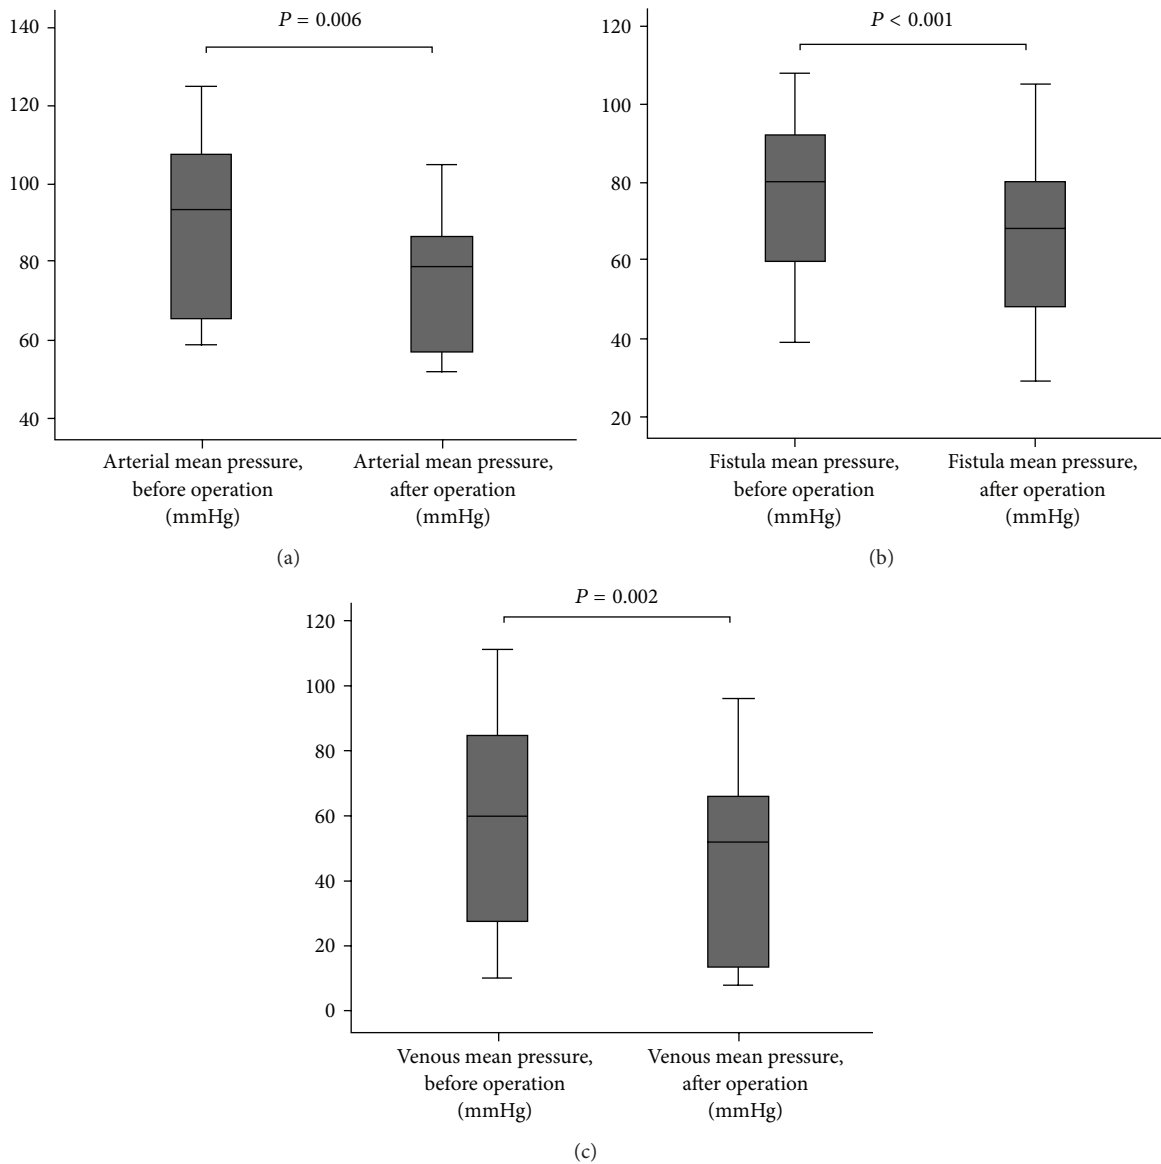 P = 0.006
140
120
100
80
60
40
Arterial mean pressure,
before operation
(mmHg)
Arterial mean pressure,
after operation
(mmHg)
(a)
P < 0.001
120
100
80
60
40
20
Fistula mean pressure,
before operation
(mmHg)
Fistula mean pressure,
after operation
(mmHg)
(b)
P = 0.002
120
100
80
60
40
20
0
Venous mean pressure,
before operation
(mmHg)
Venous mean pressure,
after operation
(mmHg)
(c)